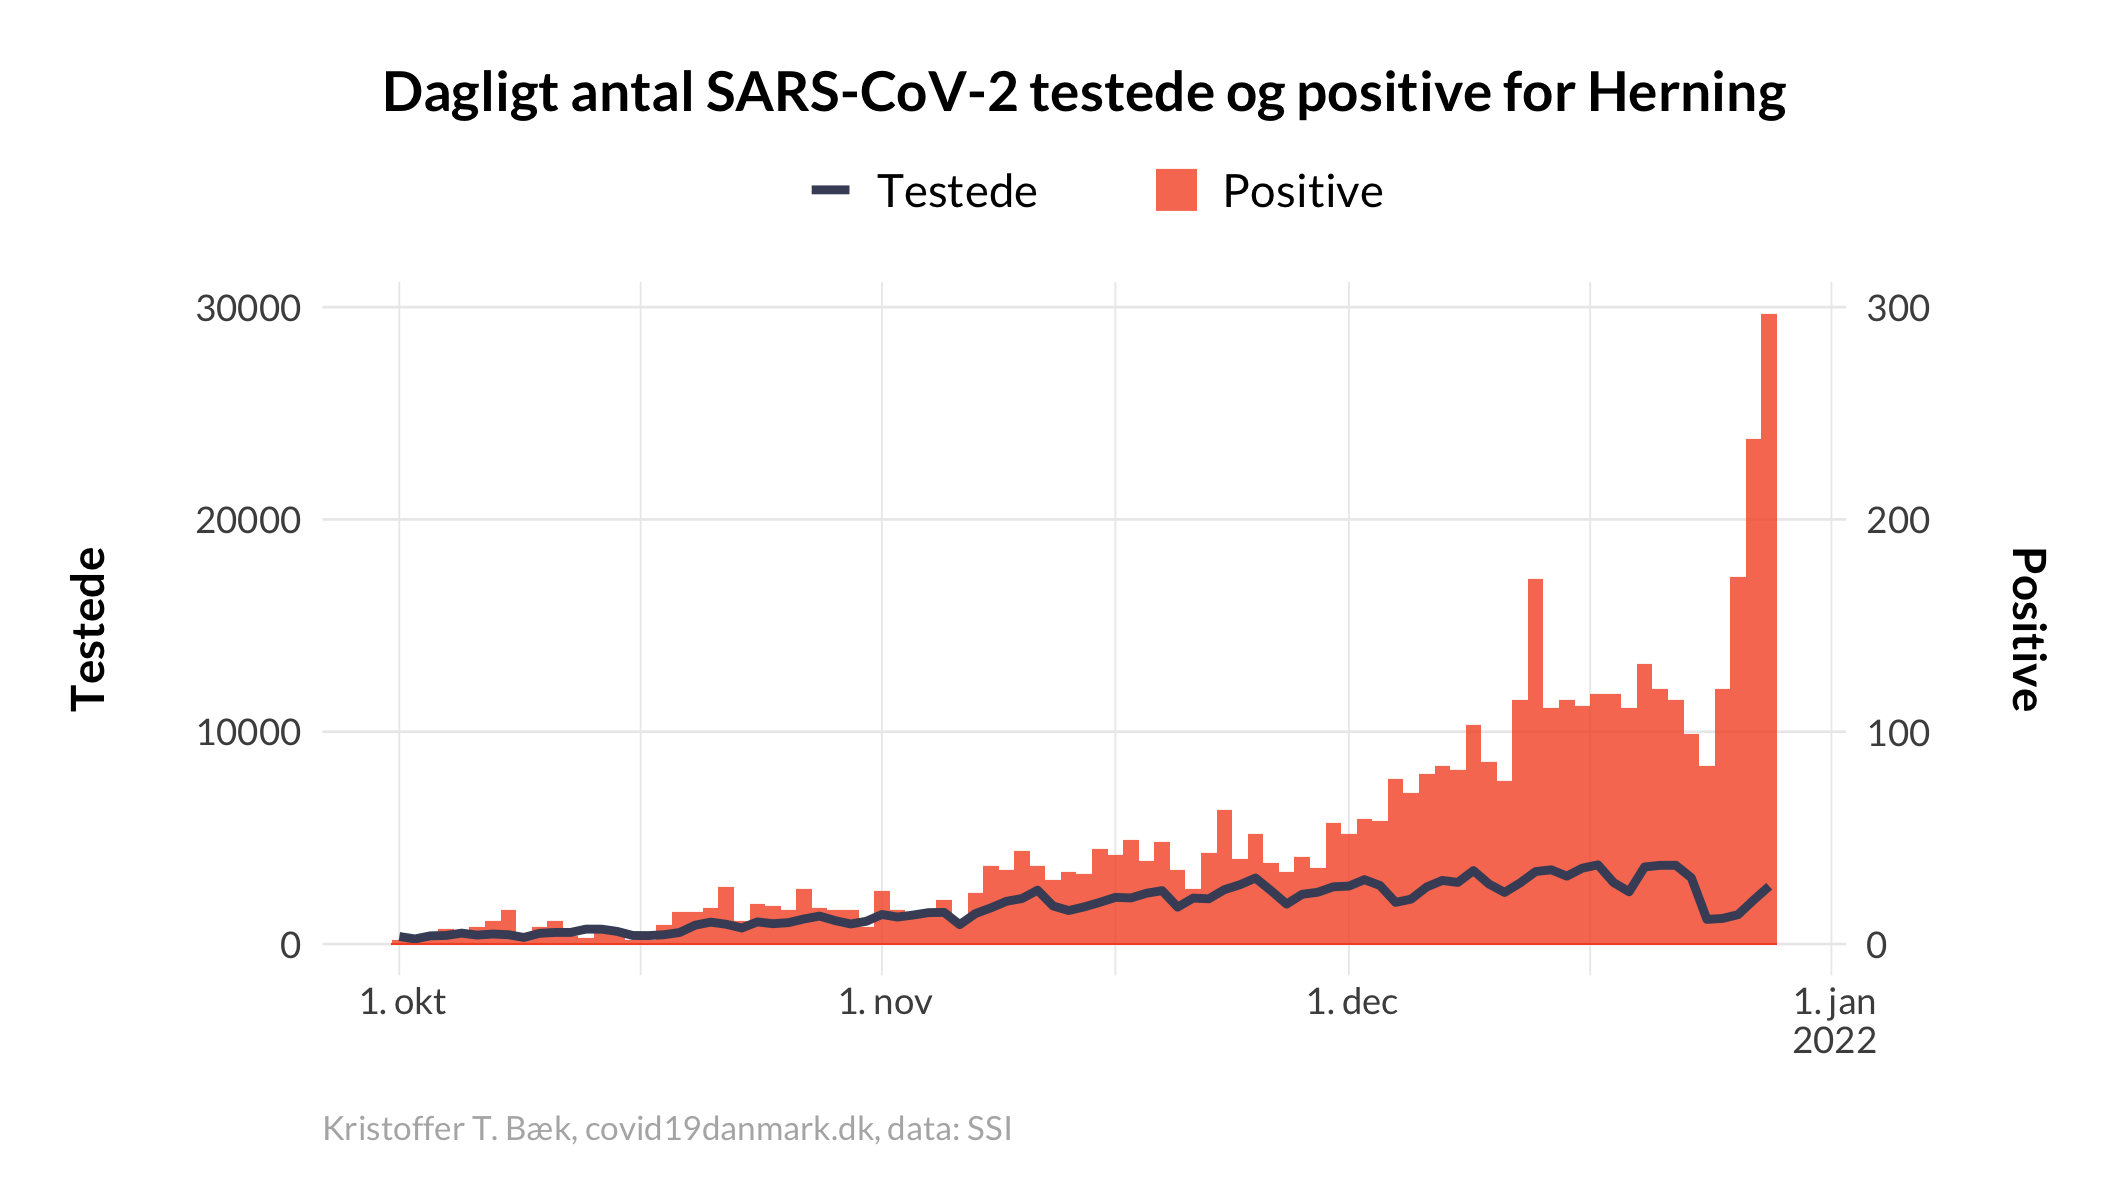 Dagligt antal SARS-CoV-2 testede og positive for Herning
Testede Positive
30000 300
20000 200
10000 100
0 0
Testede
Positive
1. okt 1. nov 1. dec 1. jan
2022
Kristoffer T. Bæk, covid19danmark.dk, data: SSI